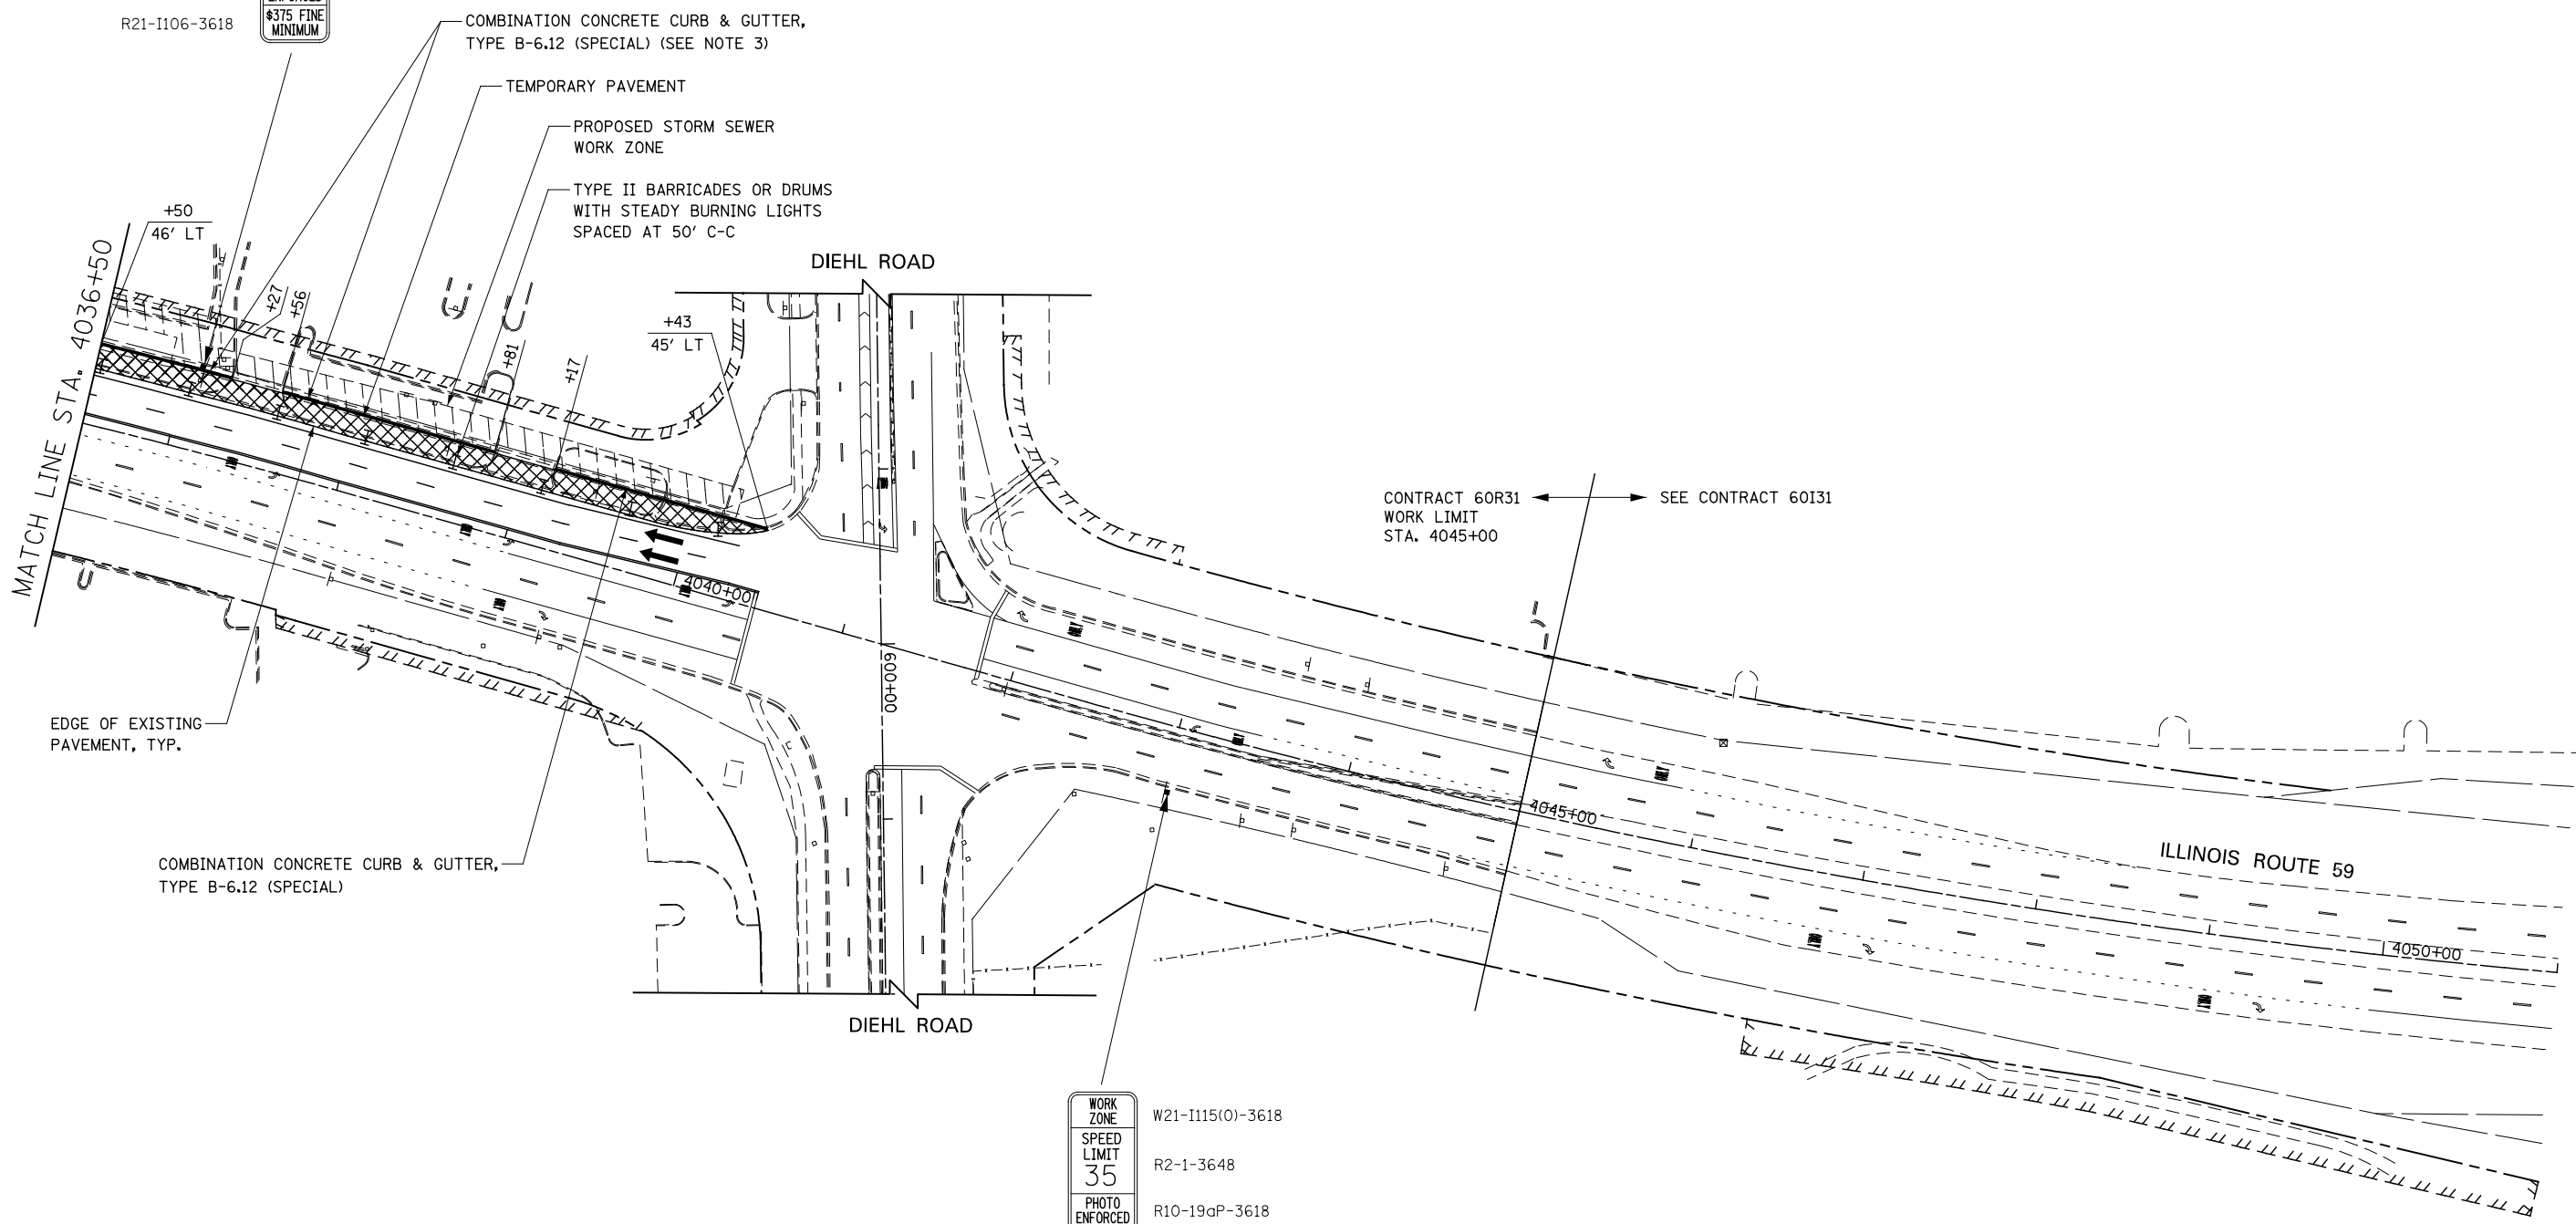 R21-I106-3618
$375 FINE
MINIMUM
COMBINATION CONCRETE CURB & GUTTER,
TYPE B-6.12 (SPECIAL) (SEE NOTE 3)
TEMPORARY PAVEMENT
PROPOSED STORM SEWER
WORK ZONE
TYPE II BARRICADES OR DRUMS
WITH STEADY BURNING LIGHTS
SPACED AT 50' C-C
+50
46' LT
MATCH LINE STA. 4036+50
+27
+56
+81
+17
+43
45' LT
DIEHL ROAD
CONTRACT 60R31
WORK LIMIT
STA. 4045+00
SEE CONTRACT 60I31
4040+00
609+00
4045+00
ILLINOIS ROUTE 59
4050+00
EDGE OF EXISTING
PAVEMENT, TYP.
COMBINATION CONCRETE CURB & GUTTER,
TYPE B-6.12 (SPECIAL)
DIEHL ROAD
WORK
ZONE
W21-I115(O)-3618
SPEED
LIMIT
35
R2-1-3648
PHOTO
ENFORCED
R10-19aP-3618